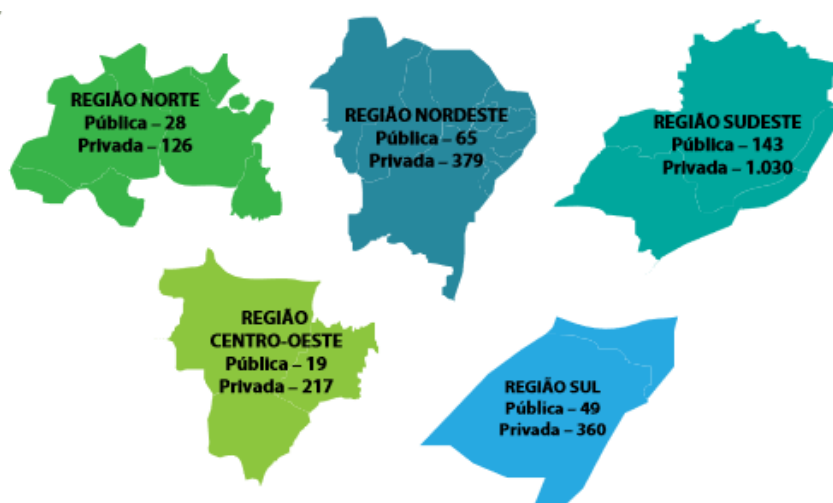 REGIÃO NORTE
Pública – 28
Privada – 126
REGIÃO NORDESTE
Pública – 65
Privada – 379
REGIÃO SUDESTE
Pública – 143
Privada – 1.030
REGIÃO
CENTRO-OESTE
Pública – 19
Privada – 217
REGIÃO SUL
Pública – 49
Privada – 360